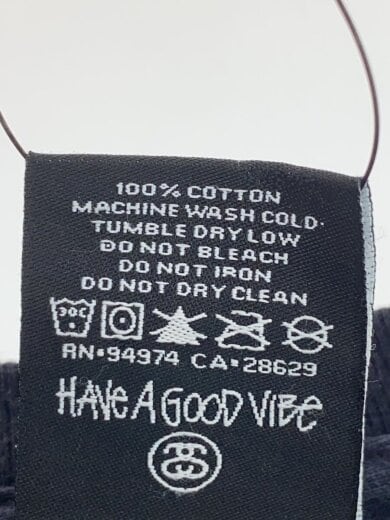 100% COTTON
MACHINE WASH COLD·
TUMBLE DRY LOW
DO NOT BLEACH
DO NOT IRON
DO NOT DRY CLEAN
30C
RN•94974 CA•28629
HAVE A GOOD VIBE
SS